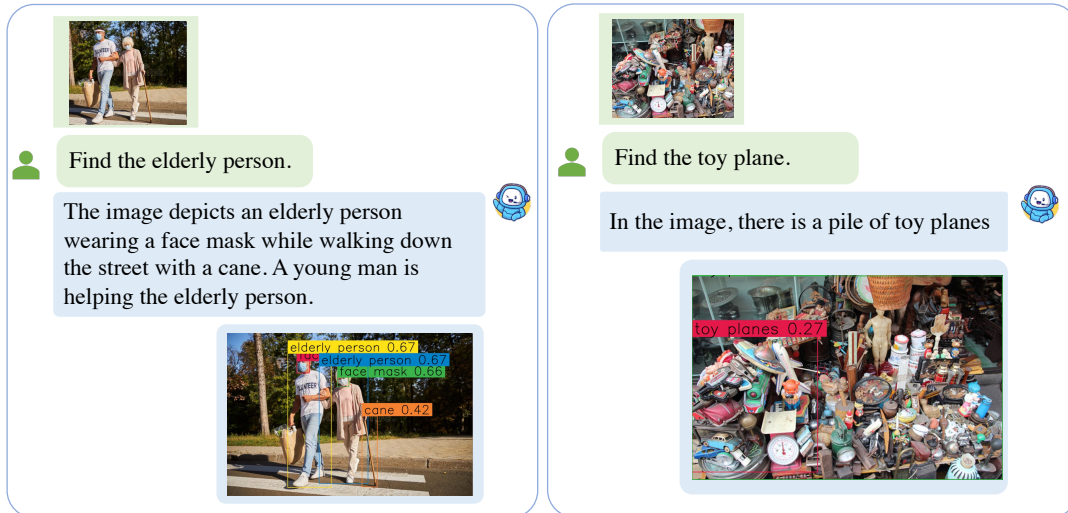 Find the elderly person.
The image depicts an elderly person
wearing a face mask while walking down
the street with a cane. A young man is
helping the elderly person.
elderly person 0.67
elderly person 0.67
face mask 0.66
cane 0.42
Find the toy plane.
In the image, there is a pile of toy planes
toy planes 0.27